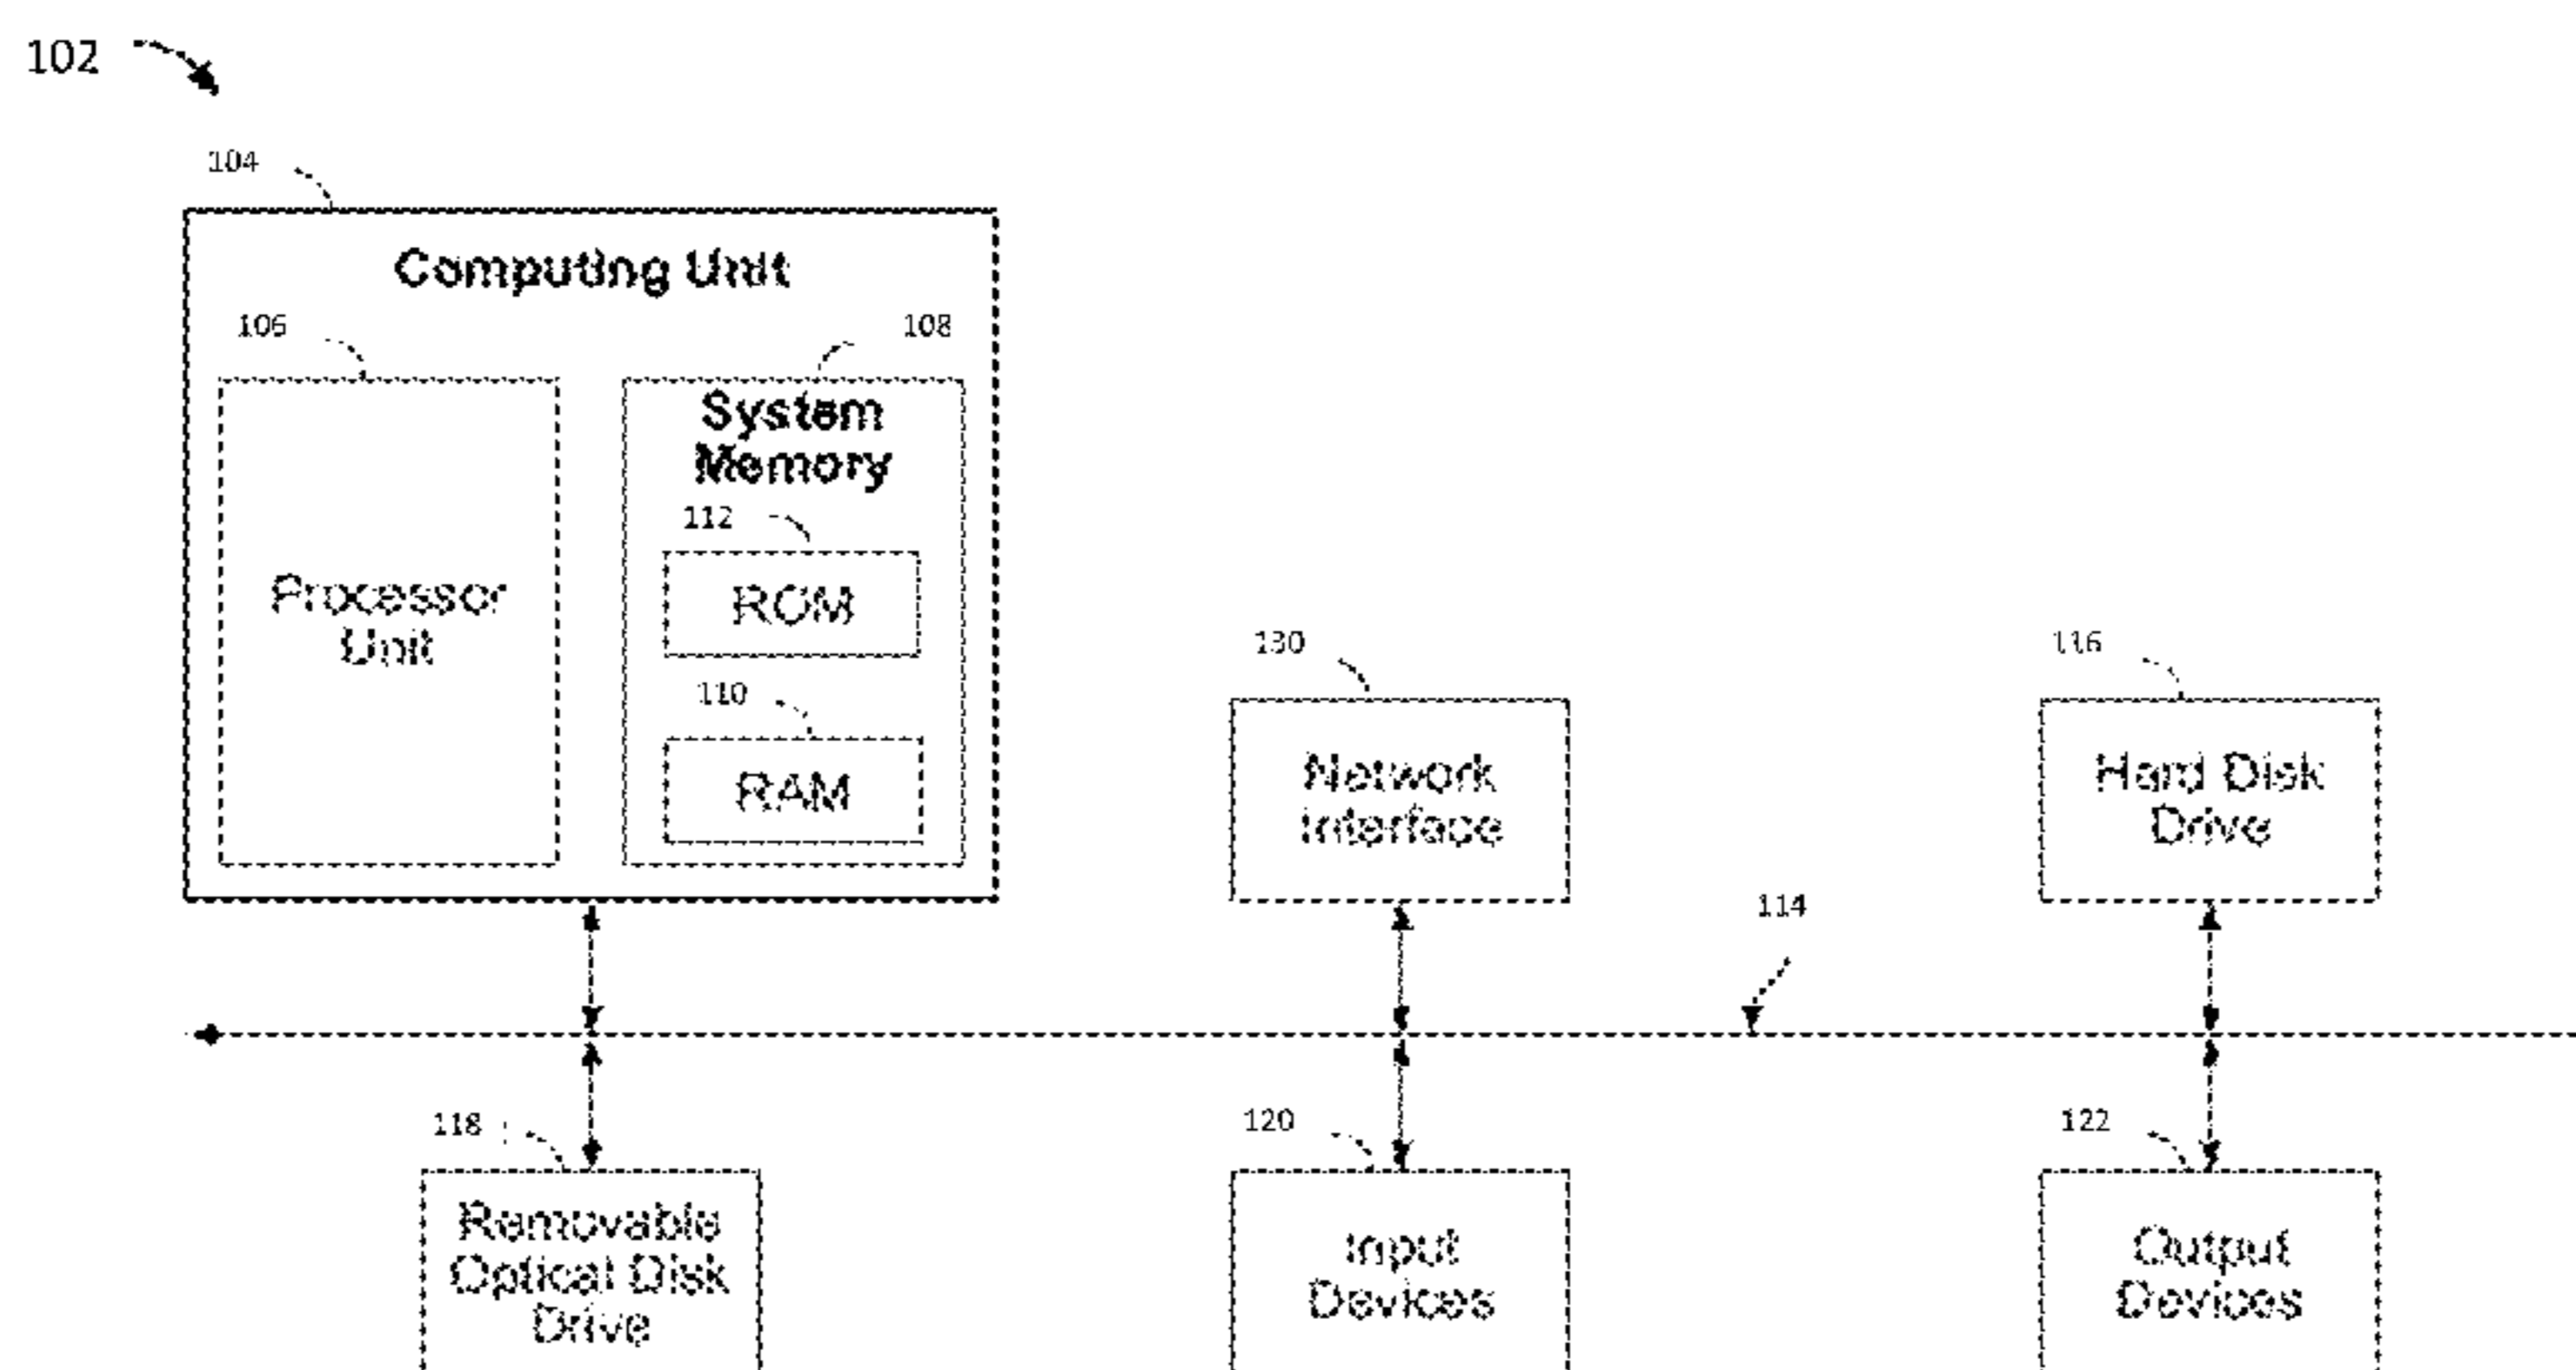 102
104
Computing Unit
106
108
System
Memory
112
ROM
Processor
Unit
110
RAM
130
Network
Interface
116
Hard Disk
Drive
114
118
Removable
Optical Disk
Drive
120
Input
Devices
122
Output
Devices